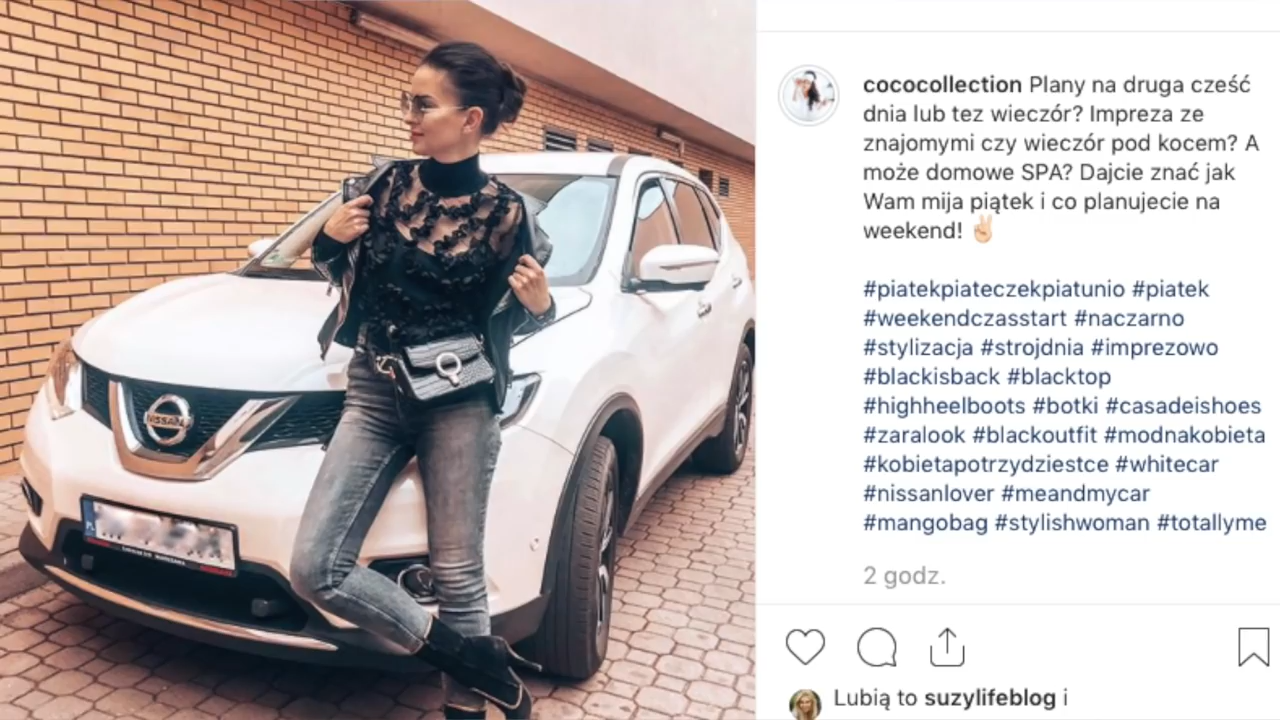 NISSAN
PL
cococollection Plany na druga cześć
dnia lub tez wieczór? Impreza ze
znajomymi czy wieczór pod kocem? A
może domowe SPA? Dajcie znać jak
Wam mija piątek i co planujecie na
weekend! ✌🏻
#piatekpiateczekpiatunio #piatek
#weekendczasstart #naczarno
#stylizacja #strojdnia #imprezowo
#blackisback #blacktop
#highheelboots #botki #casadeishoes
#zaralook #blackoutfit #modnakobieta
#kobietapotrzydziestce #whitecar
#nissanlover #meandmycar
#mangobag #stylishwoman #totallyme
2 godz.
Lubią to suzylifeblog i